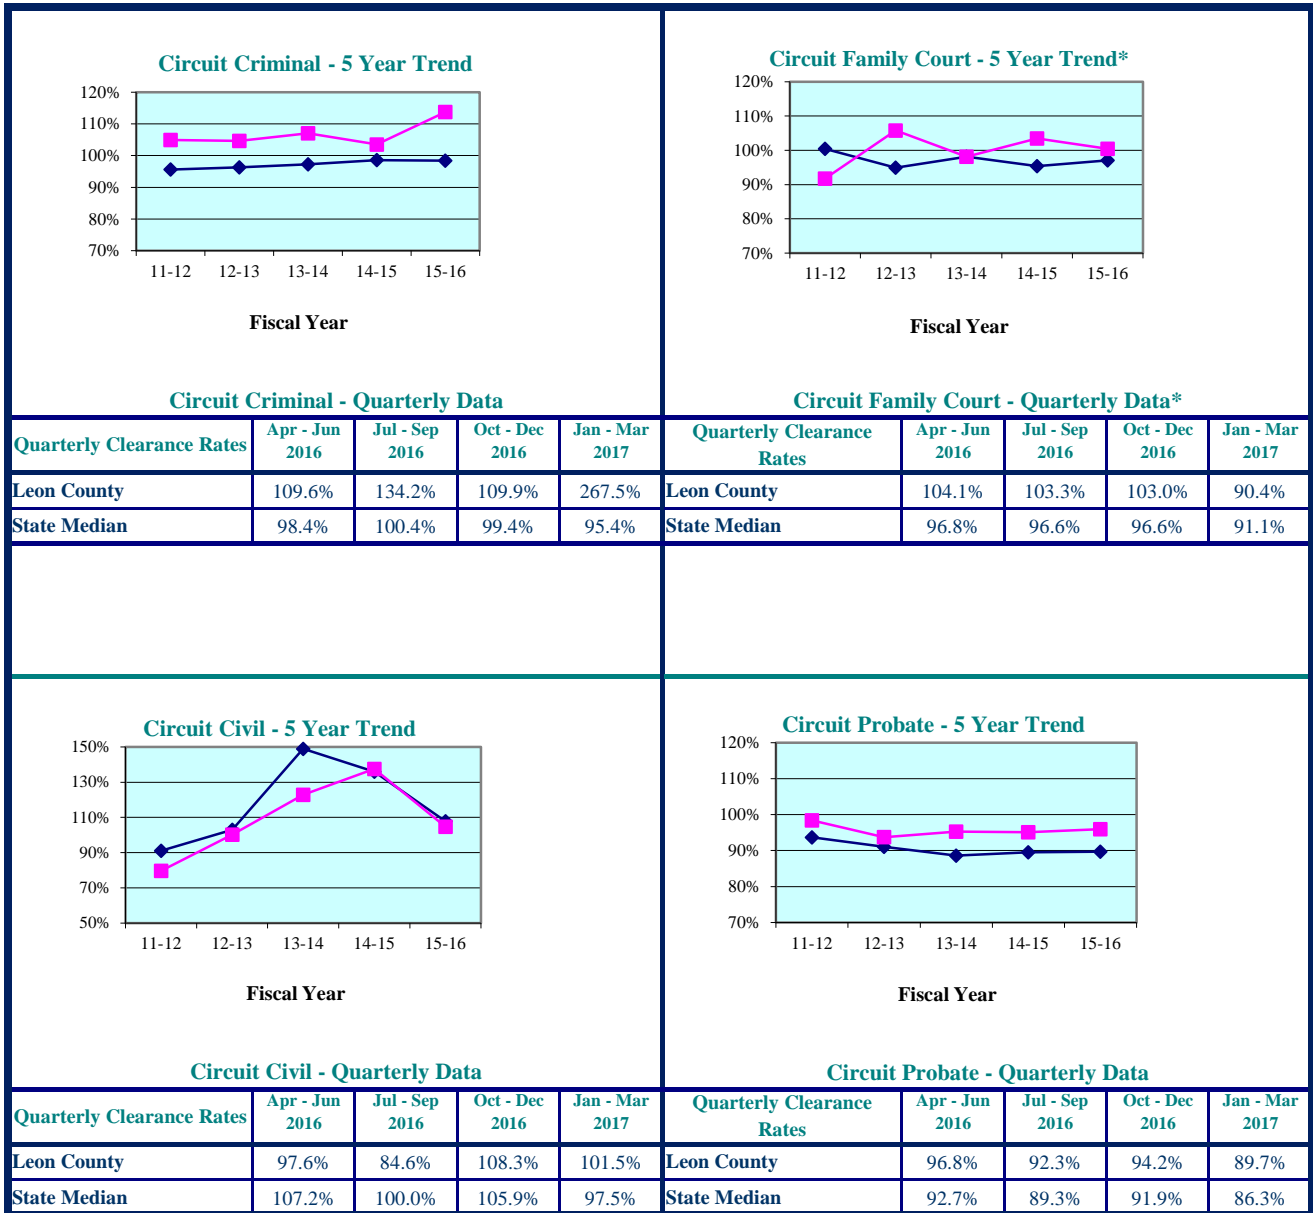 Circuit Criminal - 5 Year Trend
120%
110%
100%
90%
80%
70%
11-12 12-13 13-14 14-15 15-16
Fiscal Year
Circuit Criminal - Quarterly Data
Quarterly Clearance Rates Apr - Jun 2016 Jul - Sep 2016 Oct - Dec 2016 Jan - Mar 2017
Leon County 109.6% 134.2% 109.9% 267.5%
State Median 98.4% 100.4% 99.4% 95.4%
Circuit Family Court - 5 Year Trend*
120%
110%
100%
90%
80%
70%
11-12 12-13 13-14 14-15 15-16
Fiscal Year
Circuit Family Court - Quarterly Data*
Quarterly Clearance Rates Apr - Jun 2016 Jul - Sep 2016 Oct - Dec 2016 Jan - Mar 2017
Leon County 104.1% 103.3% 103.0% 90.4%
State Median 96.8% 96.6% 96.6% 91.1%
Circuit Civil - 5 Year Trend
150%
130%
110%
90%
70%
50%
11-12 12-13 13-14 14-15 15-16
Fiscal Year
Circuit Civil - Quarterly Data
Quarterly Clearance Rates Apr - Jun 2016 Jul - Sep 2016 Oct - Dec 2016 Jan - Mar 2017
Leon County 97.6% 84.6% 108.3% 101.5%
State Median 107.2% 100.0% 105.9% 97.5%
Circuit Probate - 5 Year Trend
120%
110%
100%
90%
80%
70%
11-12 12-13 13-14 14-15 15-16
Fiscal Year
Circuit Probate - Quarterly Data
Quarterly Clearance Rates Apr - Jun 2016 Jul - Sep 2016 Oct - Dec 2016 Jan - Mar 2017
Leon County 96.8% 92.3% 94.2% 89.7%
State Median 92.7% 89.3% 91.9% 86.3%